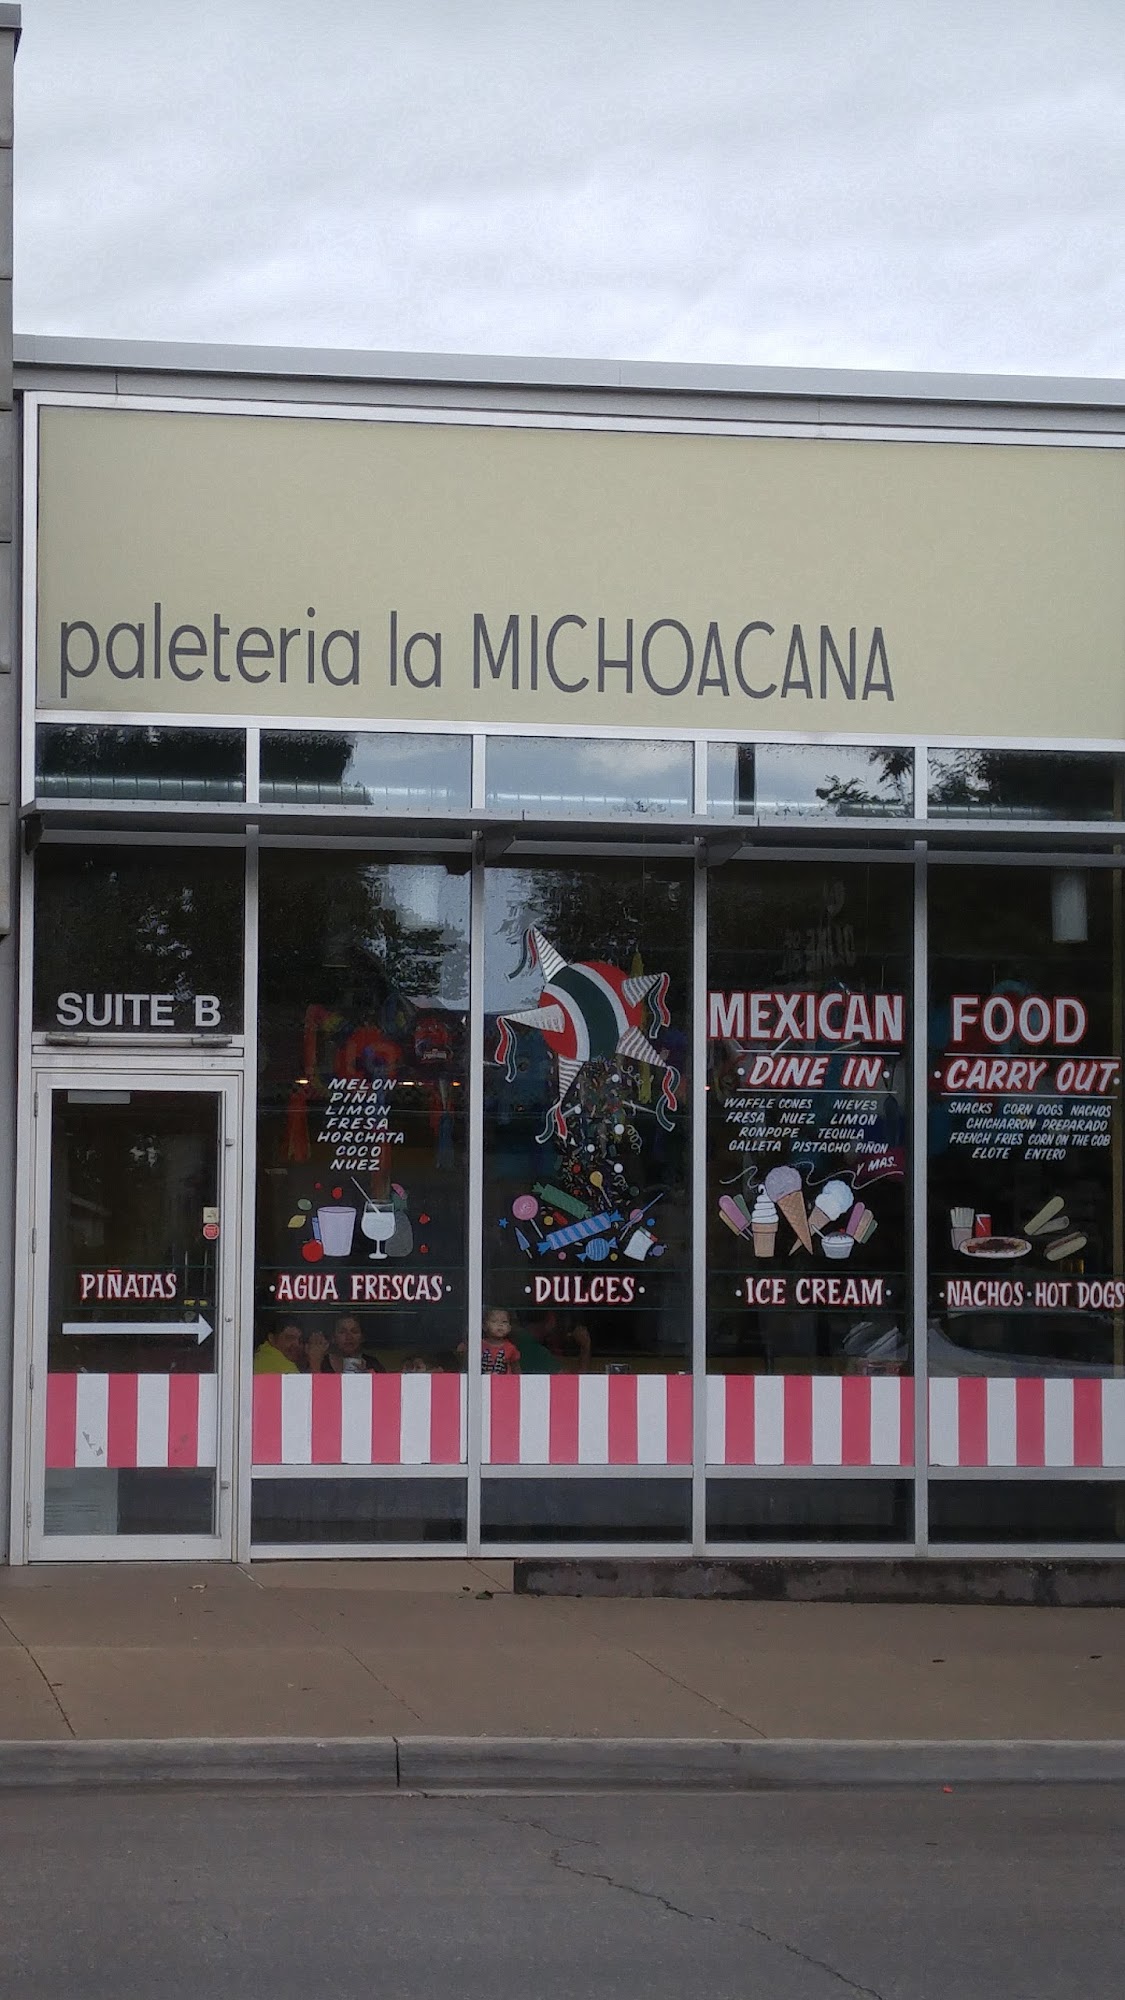 paleteria la MICHOACANA
SUITE B
PIÑATAS
MELON
PIÑA
LIMON
FRESA
HORCHATA
COCO
NUEZ
·AGUA FRESCAS·
·DULCES·
MEXICAN FOOD
·DINE IN·
WAFFLE CONES NIEVES
FRESA NUEZ LIMON
RONPOPE TEQUILA
GALLETA PISTACHO PIÑON
Y MAS...
·ICE CREAM·
·CARRY OUT·
SNACKS CORN DOGS NACHOS
CHICHARRON PREPARADO
FRENCH FRIES CORN ON THE COB
ELOTE ENTERO
·NACHOS·HOT DOGS